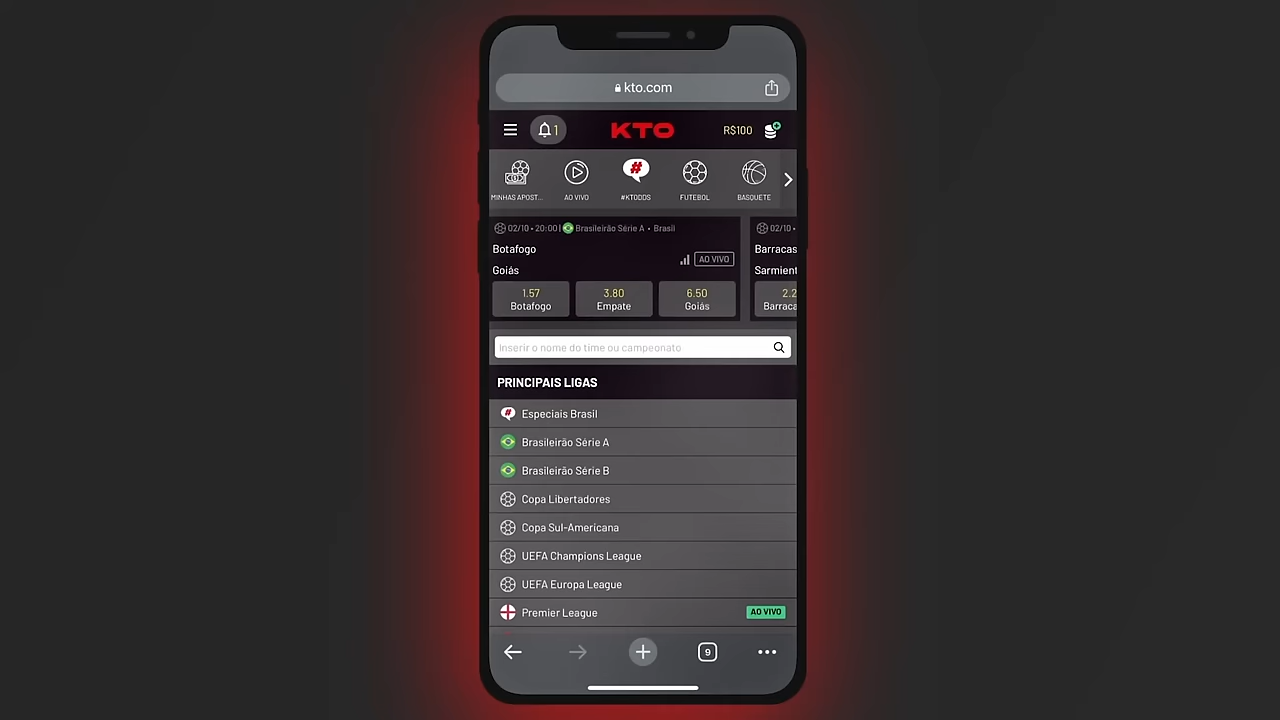 kto.com
1
KTO
R$100
MINHAS APOST...
AO VIVO
#KTODDS
FUTEBOL
BASQUETE
02/10 • 20:00 | Brasileirão Série A • Brasil
Botafogo
Goiás
AO VIVO
1.57
Botafogo
3.80
Empate
6.50
Goiás
02/10 •
Barracas
Sarmient
2.2
Barraca
Inserir o nome do time ou campeonato
PRINCIPAIS LIGAS
Especiais Brasil
Brasileirão Série A
Brasileirão Série B
Copa Libertadores
Copa Sul-Americana
UEFA Champions League
UEFA Europa League
Premier League
AO VIVO
9